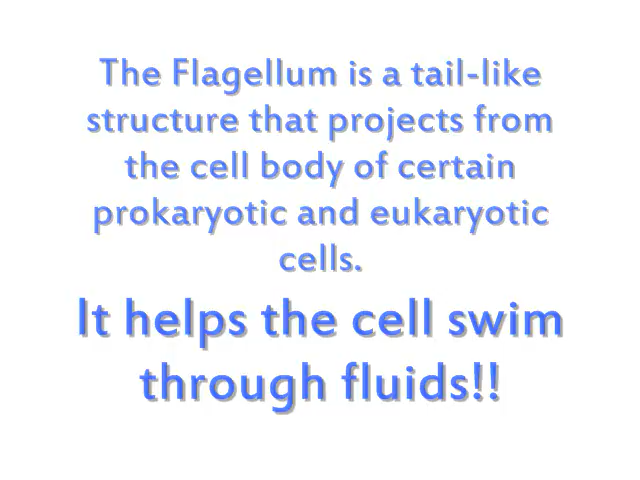 The Flagellum is a tail-like
structure that projects from
the cell body of certain
prokaryotic and eukaryotic
cells.
It helps the cell swim
through fluids!!